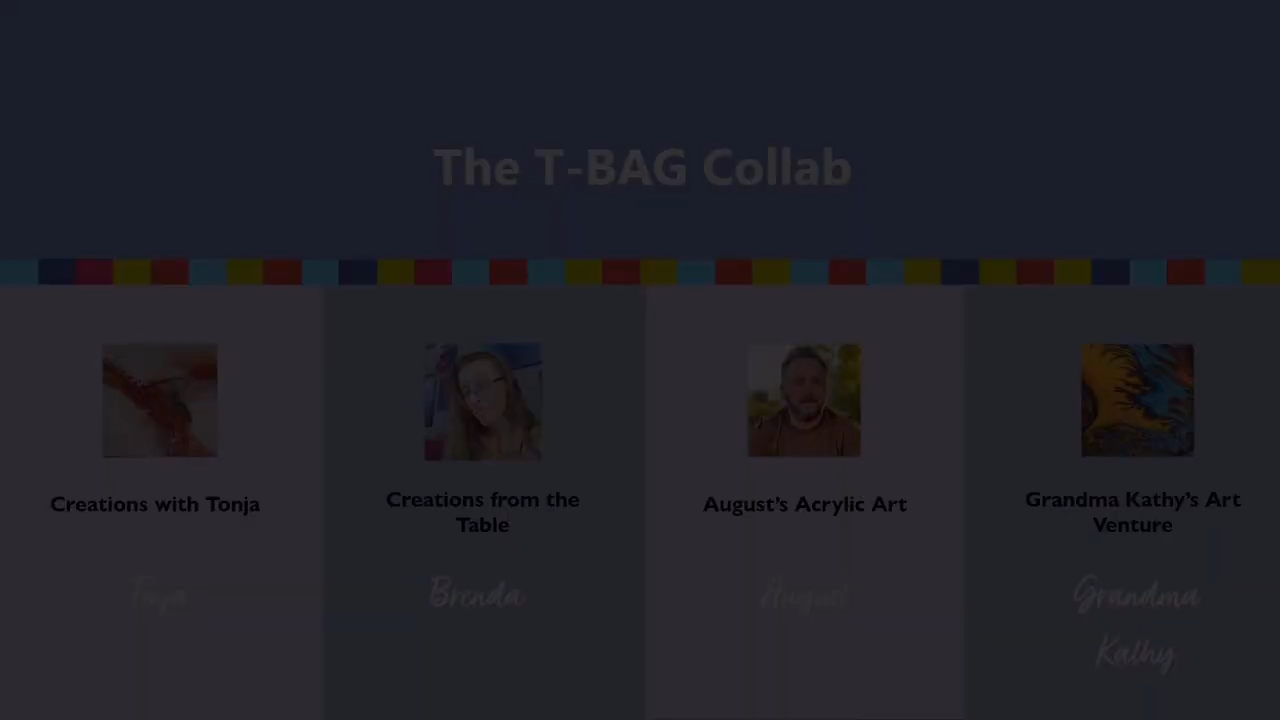 The T-BAG Collab
Creations with Tonja
Creations from the
Table
August's Acrylic Art
Grandma Kathy's Art
Venture
Tonja
Brenda
August
Grandma
Kathy